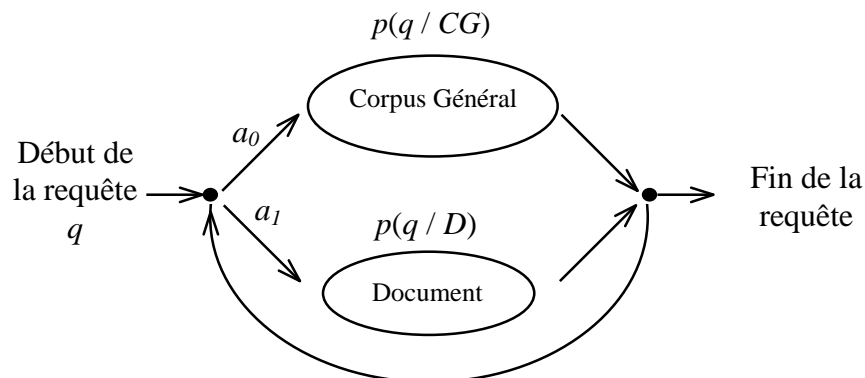 p(q / CG)
Corpus Général
a0
Début de
la requête
q
a1
p(q / D)
Document
Fin de la
requête